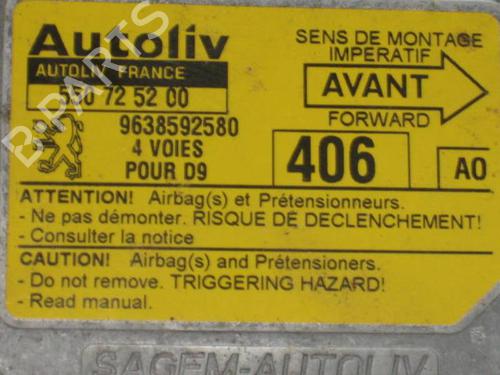 Autoliv
AUTOLIV FRANCE
550 72 52 00
9638592580
4 VOIES
POUR D9
SENS DE MONTAGE
IMPERATIF
AVANT
FORWARD
406
A0
ATTENTION! Airbag(s) et Prétensionneurs.
- Ne pas démonter. RISQUE DE DECLENCHEMENT!
- Consulter la notice
CAUTION! Airbag(s) and Prétensioners.
- Do not remove. TRIGGERING HAZARD!
- Read manual.
SAGEM-AUTOLIV
B-PARTS